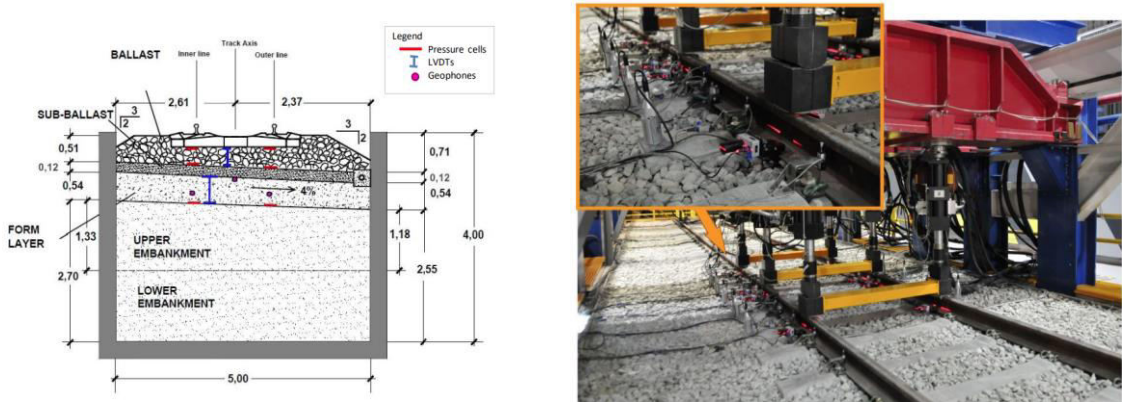 BALLAST
Inner line
Track Axis
Outer line
Legend
Pressure cells
LVDTs
Geophones
2,61
2,37
SUB-BALLAST
3
2
3
2
0,51
0,12
0,54
0,71
0,12
0,54
4%
FORM
LAYER
1,33
2,70
UPPER
EMBANKMENT
1,18
2,55
4,00
LOWER
EMBANKMENT
5,00